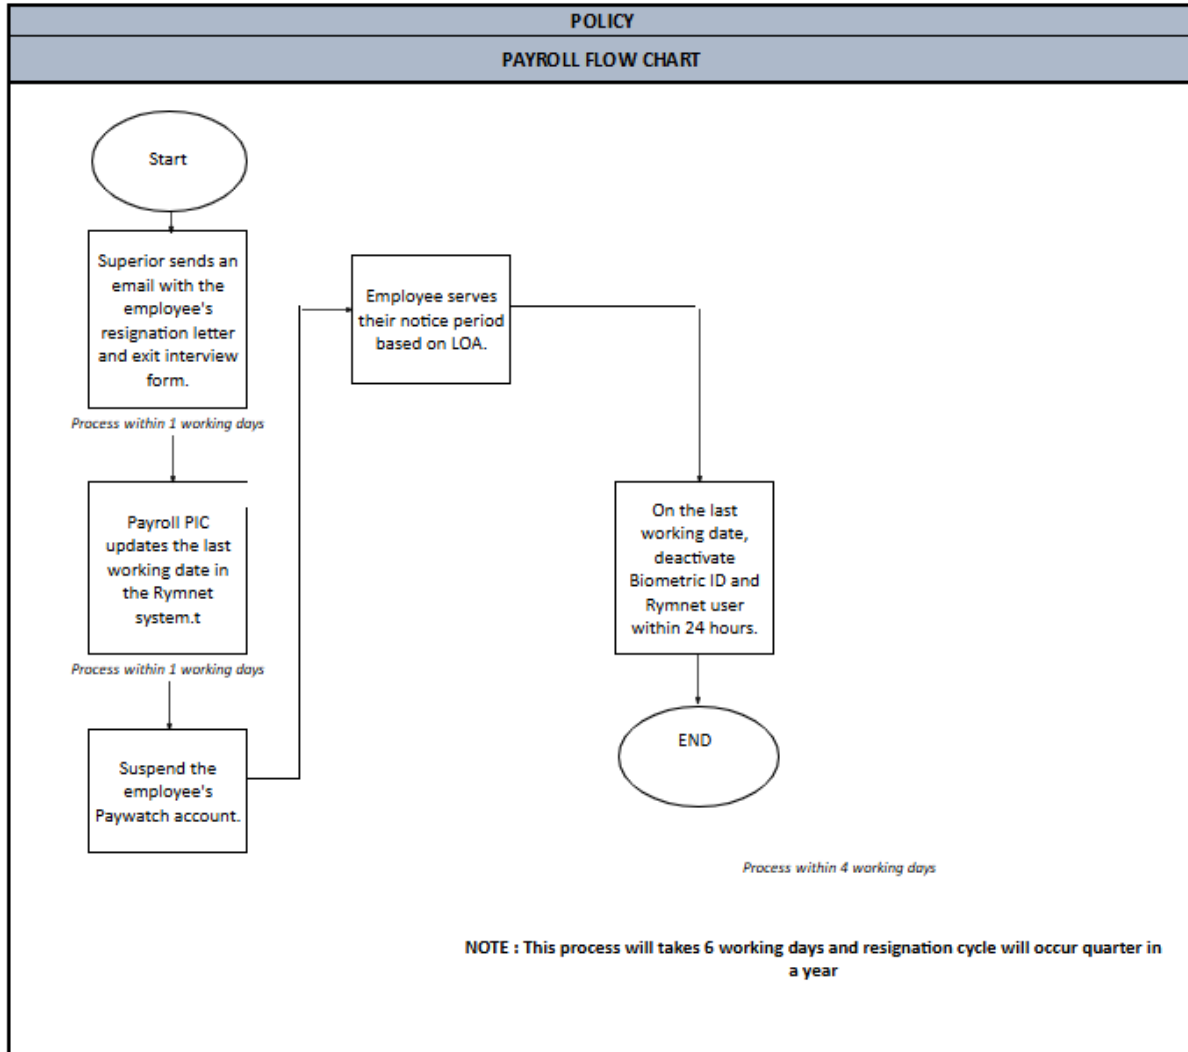 POLICY
PAYROLL FLOW CHART
Start
Superior sends an
email with the
employee's
resignation letter
and exit interview
form.
Process within 1 working days
Payroll PIC
updates the last
working date in
the Rymnet
system.t
Process within 1 working days
Suspend the
employee's
Paywatch account.
Employee serves
their notice period
based on LOA.
On the last
working date,
deactivate
Biometric ID and
Rymnet user
within 24 hours.
END
Process within 4 working days
NOTE : This process will takes 6 working days and resignation cycle will occur quarter in
a year